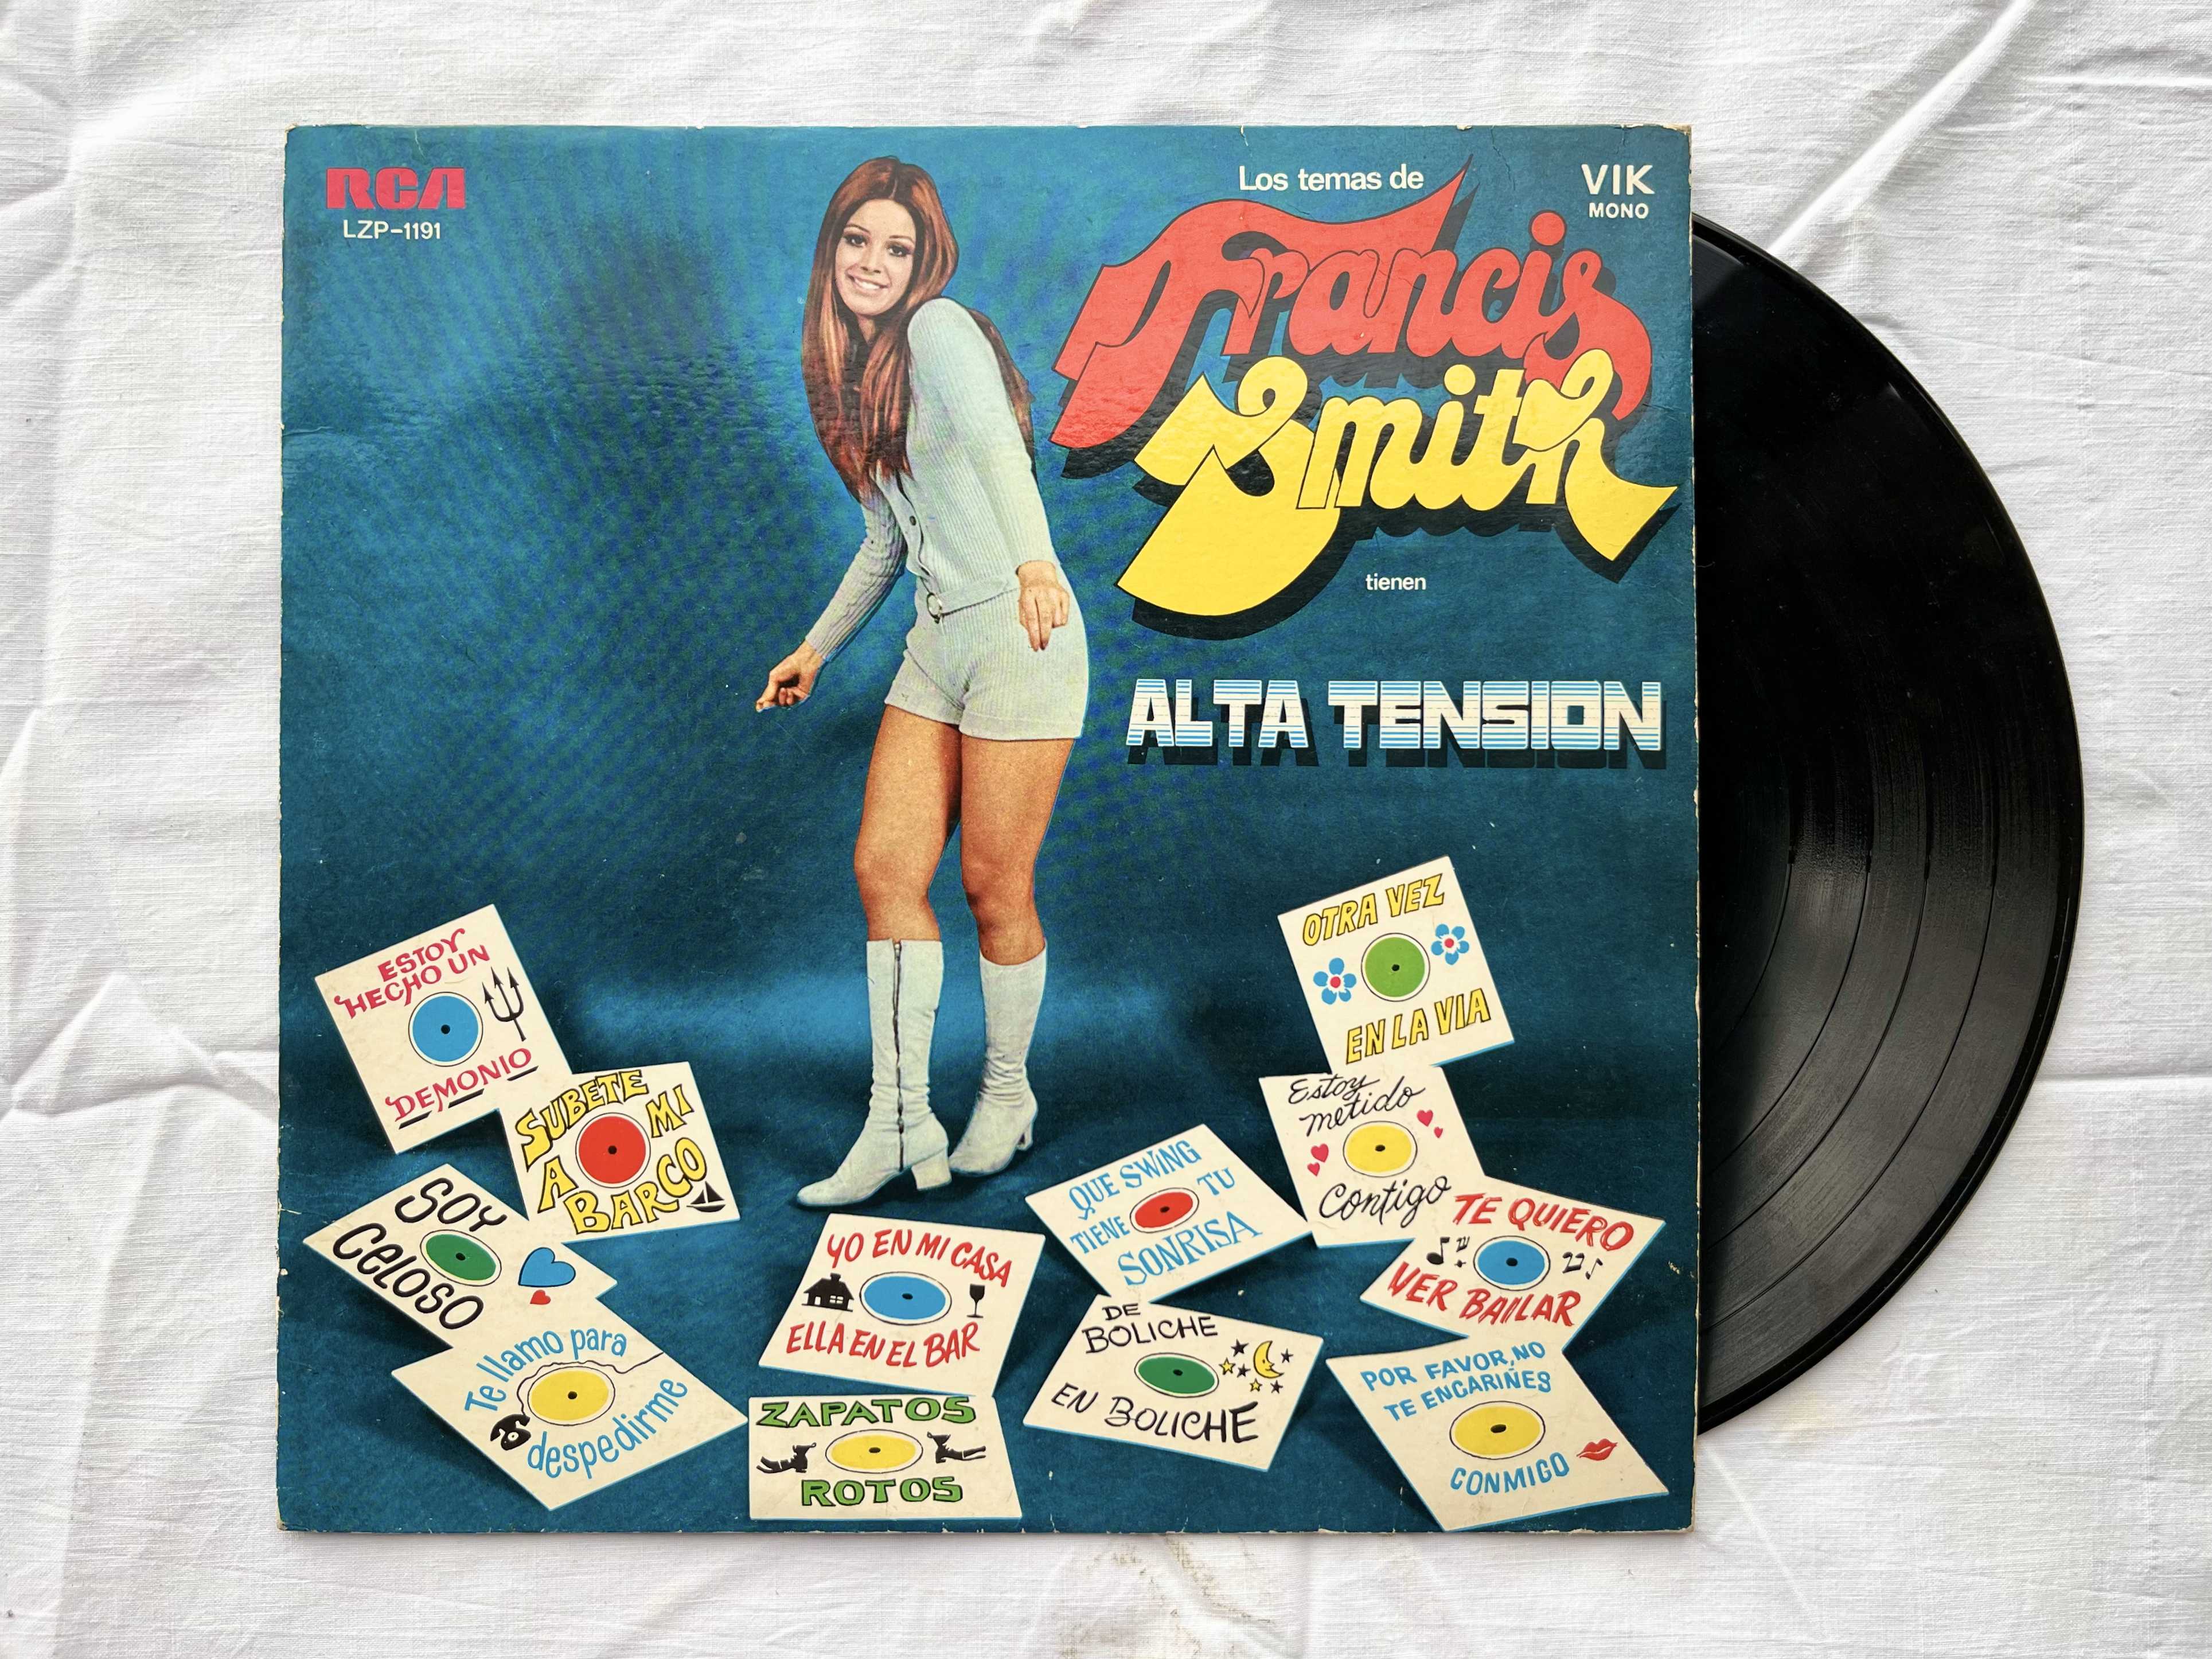 RCA
LZP-1191
Los temas de
VIK
MONO
Francis
Smith
tienen
ALTA TENSION
ESTOY
HECHO UN
DEMONIO
SUBETE
A MI
BARCO
SOY
CELOSO
Te llamo para
despedirme
YO EN MI CASA
ELLA EN EL BAR
ZAPATOS
ROTOS
QUE SWING
TIENE TU
SONRISA
DE
BOLICHE
EN BOLICHE
OTRA VEZ
EN LA VIA
Estoy
metido
Contigo
TE QUIERO
VER BAILAR
POR FAVOR, NO
TE ENCARIÑES
CONMIGO